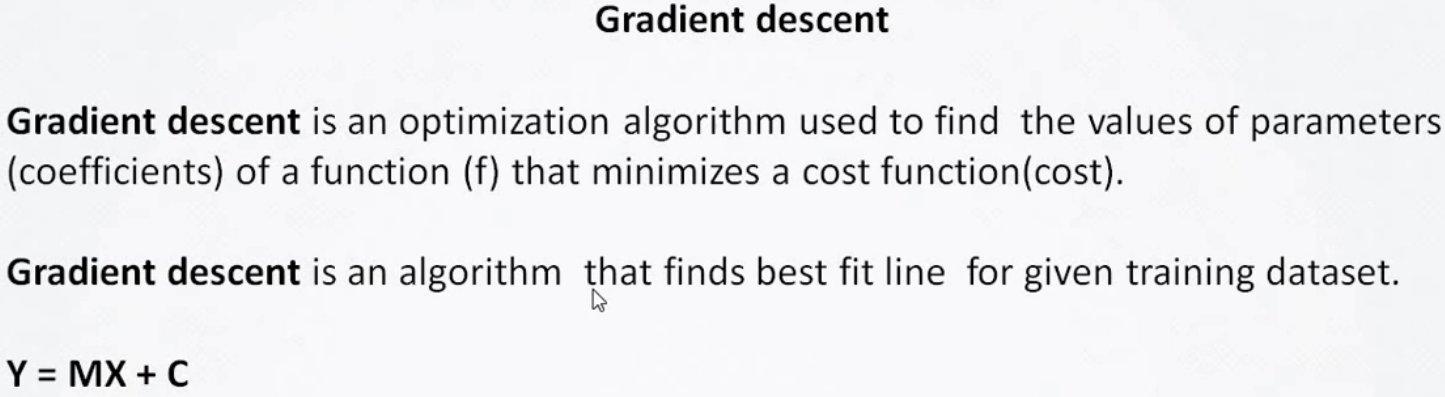 Gradient descent
Gradient descent is an optimization algorithm used to find the values of parameters
(coefficients) of a function (f) that minimizes a cost function(cost).
Gradient descent is an algorithm that finds best fit line for given training dataset.
Y = MX + C